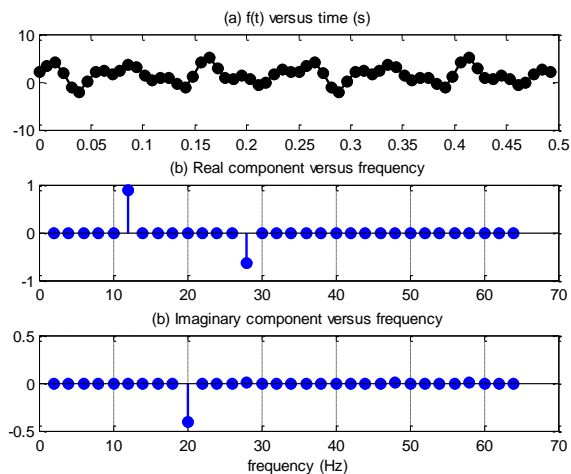 (a) f(t) versus time (s)
10
0
-10
0 0.05 0.1 0.15 0.2 0.25 0.3 0.35 0.4 0.45 0.5
(b) Real component versus frequency
1
0
-1
0 10 20 30 40 50 60 70
(b) Imaginary component versus frequency
0.5
0
-0.5
0 10 20 30 40 50 60 70
frequency (Hz)